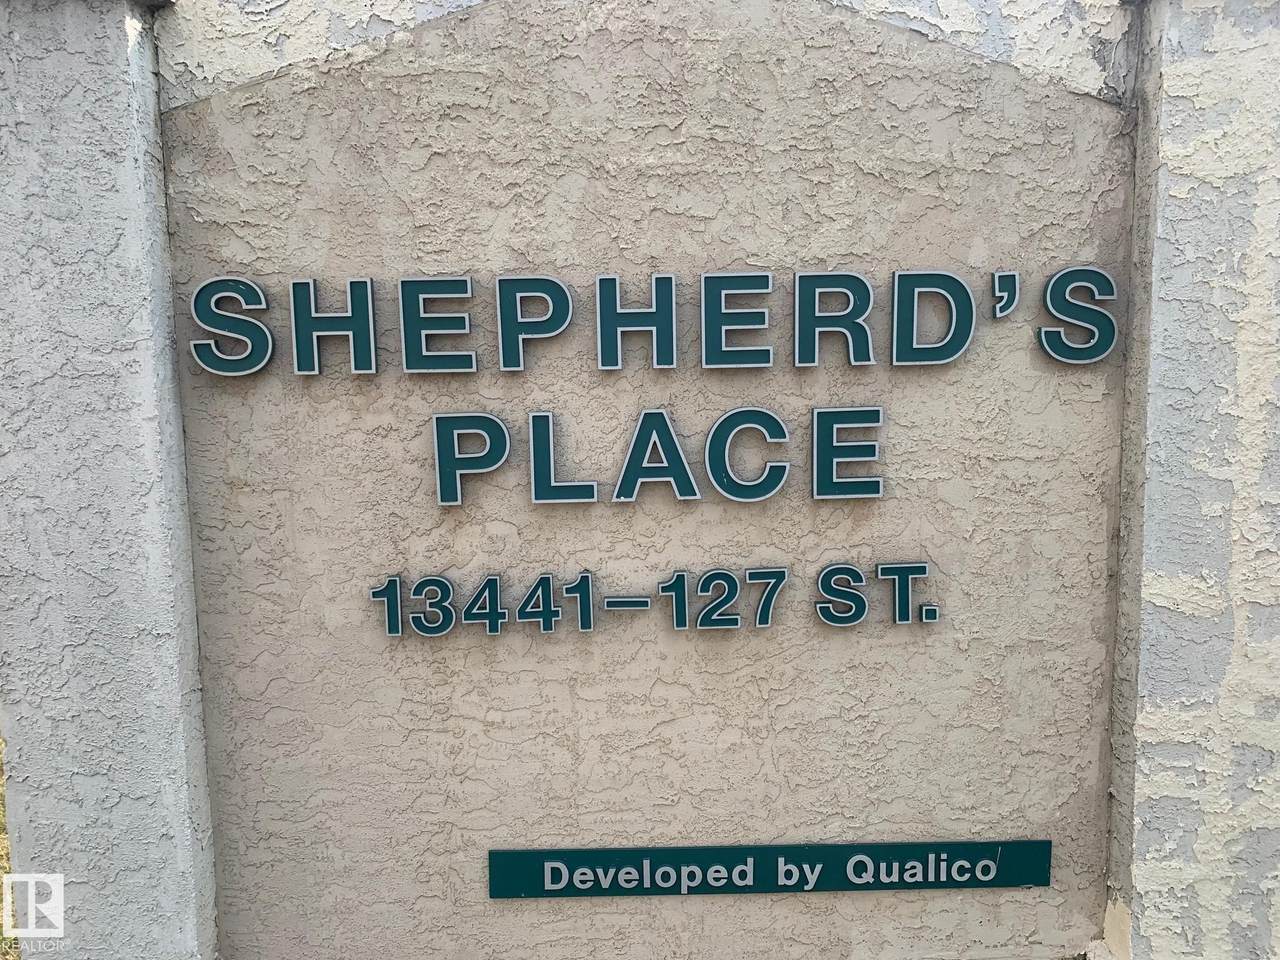 SHEPHERD'S
PLACE
13441-127 ST.
Developed by Qualico
REALTOR®